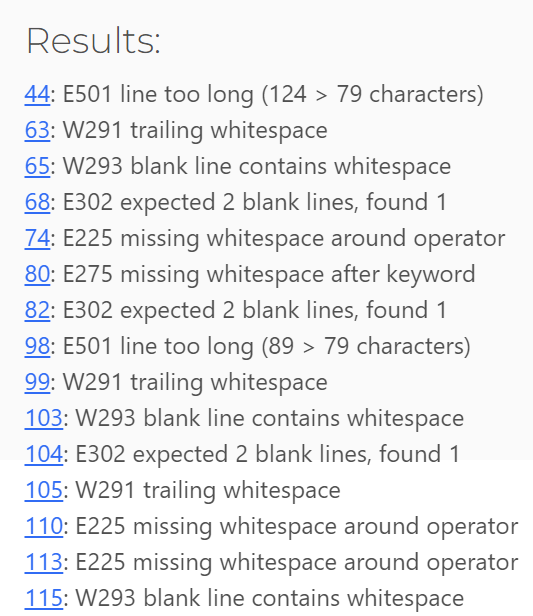 Results:
44: E501 line too long (124 > 79 characters)
63: W291 trailing whitespace
65: W293 blank line contains whitespace
68: E302 expected 2 blank lines, found 1
74: E225 missing whitespace around operator
80: E275 missing whitespace after keyword
82: E302 expected 2 blank lines, found 1
98: E501 line too long (89 > 79 characters)
99: W291 trailing whitespace
103: W293 blank line contains whitespace
104: E302 expected 2 blank lines, found 1
105: W291 trailing whitespace
110: E225 missing whitespace around operator
113: E225 missing whitespace around operator
115: W293 blank line contains whitespace